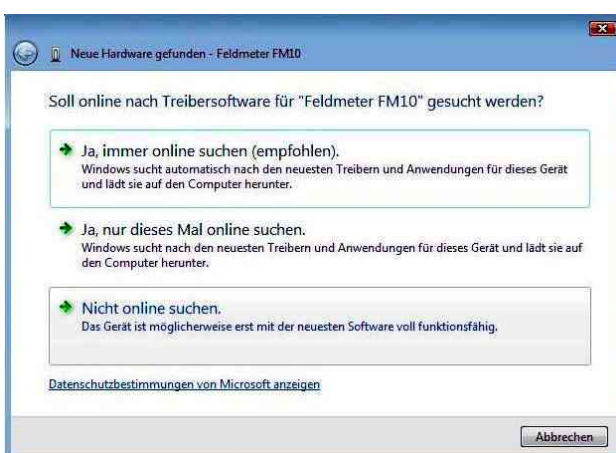 Neue Hardware gefunden - Feldmeter FM10
Soll online nach Treibersoftware für "Feldmeter FM10" gesucht werden?
Ja, immer online suchen (empfohlen).
Windows sucht automatisch nach den neuesten Treibern und Anwendungen für dieses Gerät
und lädt sie auf den Computer herunter.
Ja, nur dieses Mal online suchen.
Windows sucht nach den neuesten Treibern und Anwendungen für dieses Gerät und lädt sie auf
den Computer herunter.
Nicht online suchen.
Das Gerät ist möglicherweise erst mit der neuesten Software voll funktionsfähig.
Datenschutzbestimmungen von Microsoft anzeigen
Abbrechen